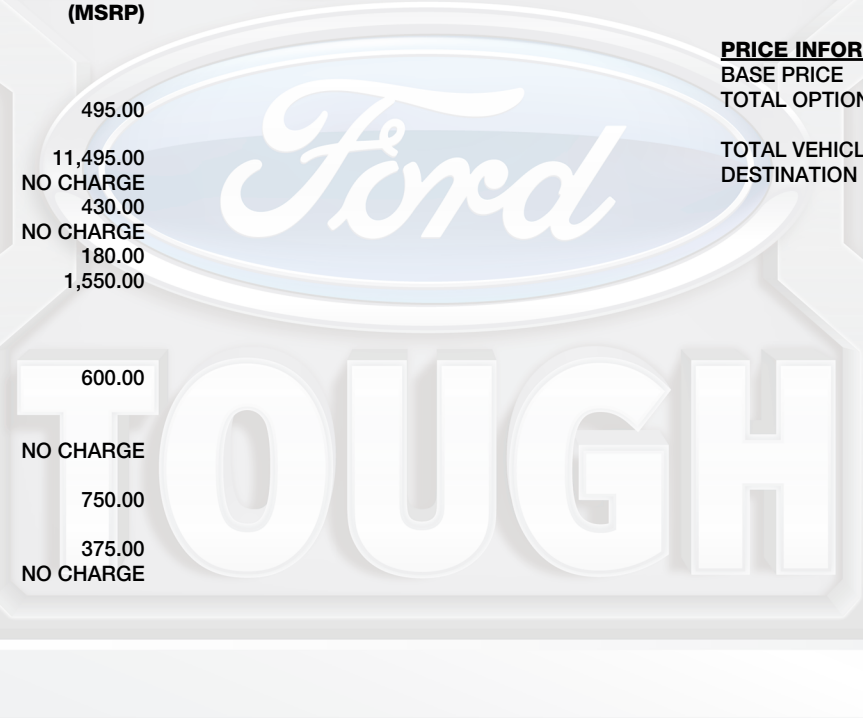 (MSRP)
495.00
11,495.00
NO CHARGE
430.00
NO CHARGE
180.00
1,550.00
600.00
NO CHARGE
750.00
375.00
NO CHARGE
PRICE INFOR
BASE PRICE
TOTAL OPTION
TOTAL VEHICL
DESTINATION
Ford
TOUGH